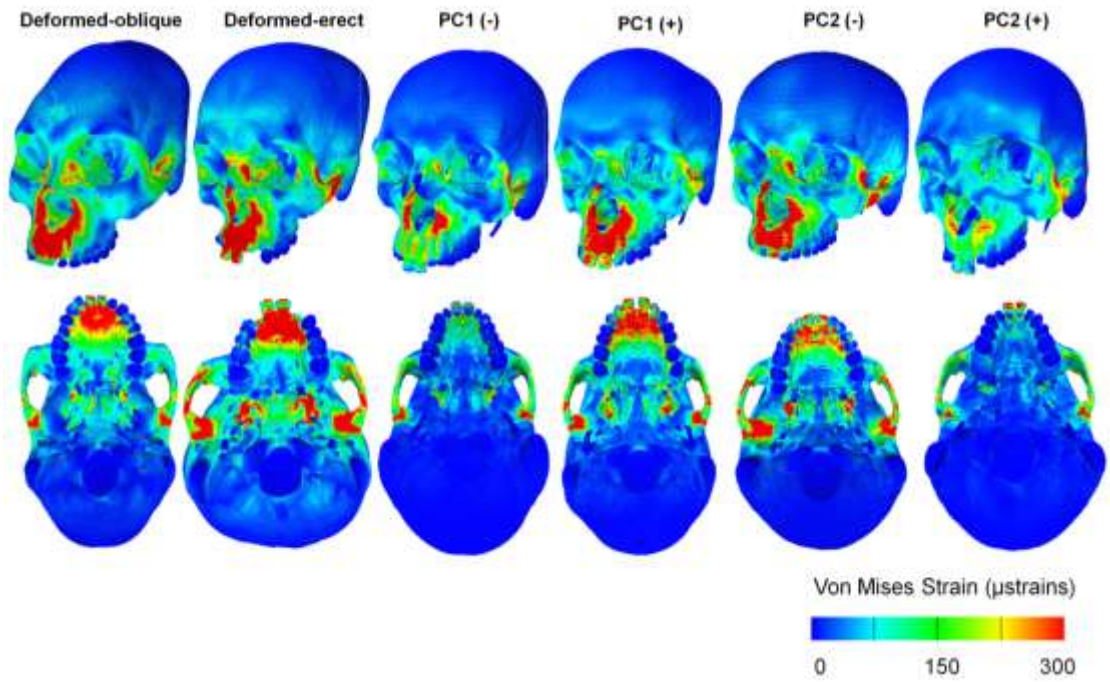 Deformed-oblique Deformed-erect PC1 (-) PC1 (+) PC2 (-) PC2 (+)
Von Mises Strain (µstrains)
0 150 300